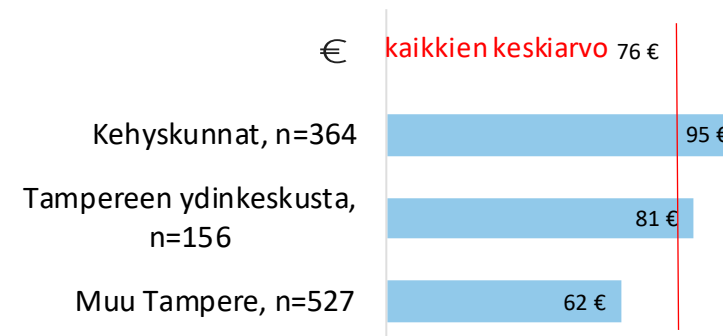 € kaikkien keskiarvo 76 €
Kehyskunnat, n=364 95 €
Tampereen ydinkeskusta,
n=156
81 €
Muu Tampere, n=527 62 €